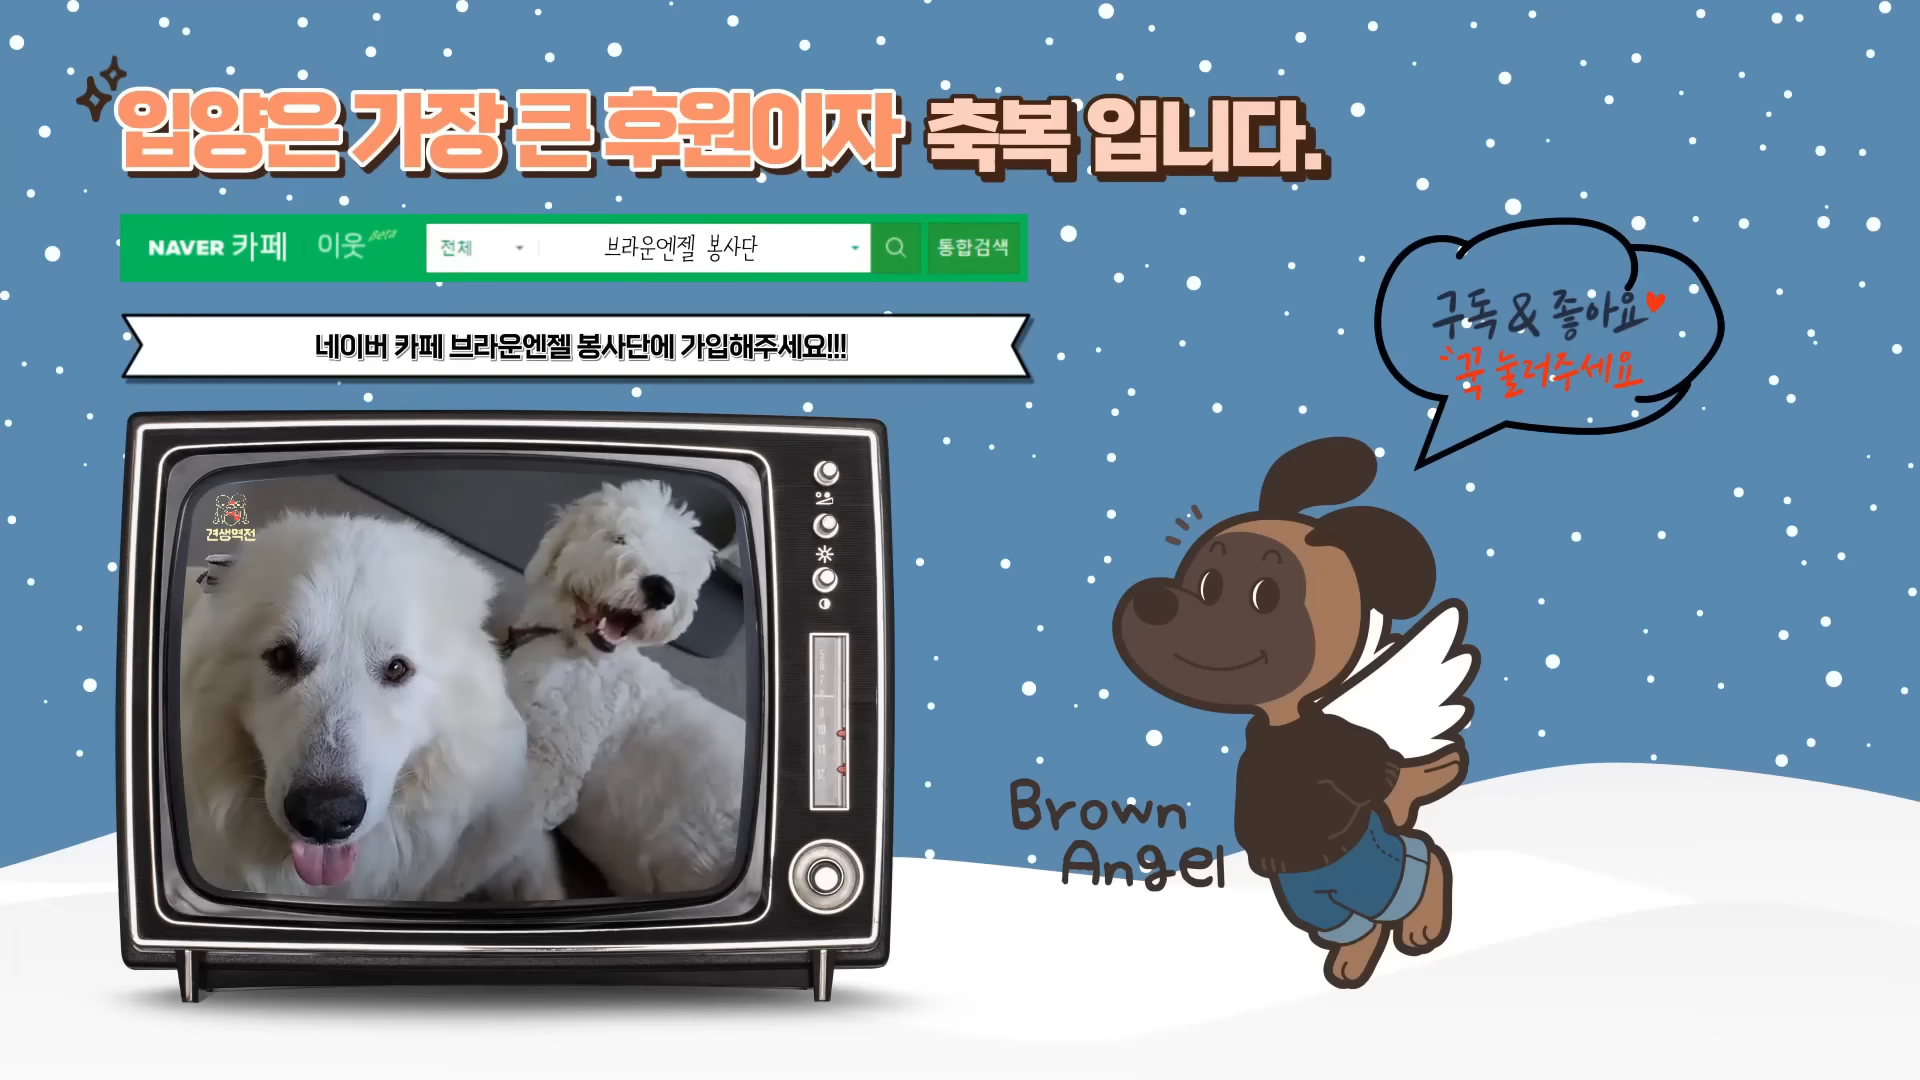 입양은 가장 큰 후원이자 축복 입니다.
NAVER 카페 이웃 Beta 전체 브라운엔젤 봉사단 통합검색
네이버 카페 브라운엔젤 봉사단에 가입해주세요!!!
구독 & 좋아요
꾹 눌러주세요
견생역전
Brown
Angel